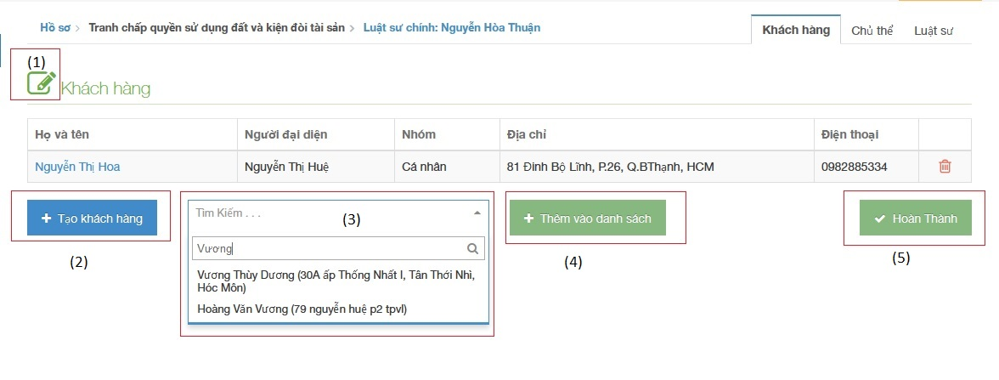 Hồ sơ > Tranh chấp quyền sử dụng đất và kiện đòi tài sản > Luật sư chính: Nguyễn Hòa Thuận
Khách hàng Chủ thể Luật sư
(1)
Khách hàng
Họ và tên Người đại diện Nhóm Địa chỉ Điện thoại
Nguyễn Thị Hoa Nguyễn Thị Huệ Cá nhân 81 Đinh Bộ Lĩnh, P.26, Q.BThạnh, HCM 0982885334
+ Tạo khách hàng
Tìm Kiếm . . . (3)
+ Thêm vào danh sách
Hoàn Thành
Vương
(2)
(4)
(5)
Vương Thùy Dương (30A ấp Thống Nhất I, Tân Thới Nhì,
Hóc Môn)
Hoàng Văn Vương (79 nguyễn huệ p2 tpvl)